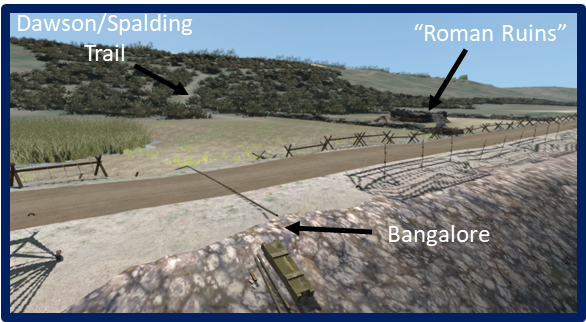 Dawson/Spalding
Trail
“Roman Ruins”
Bangalore